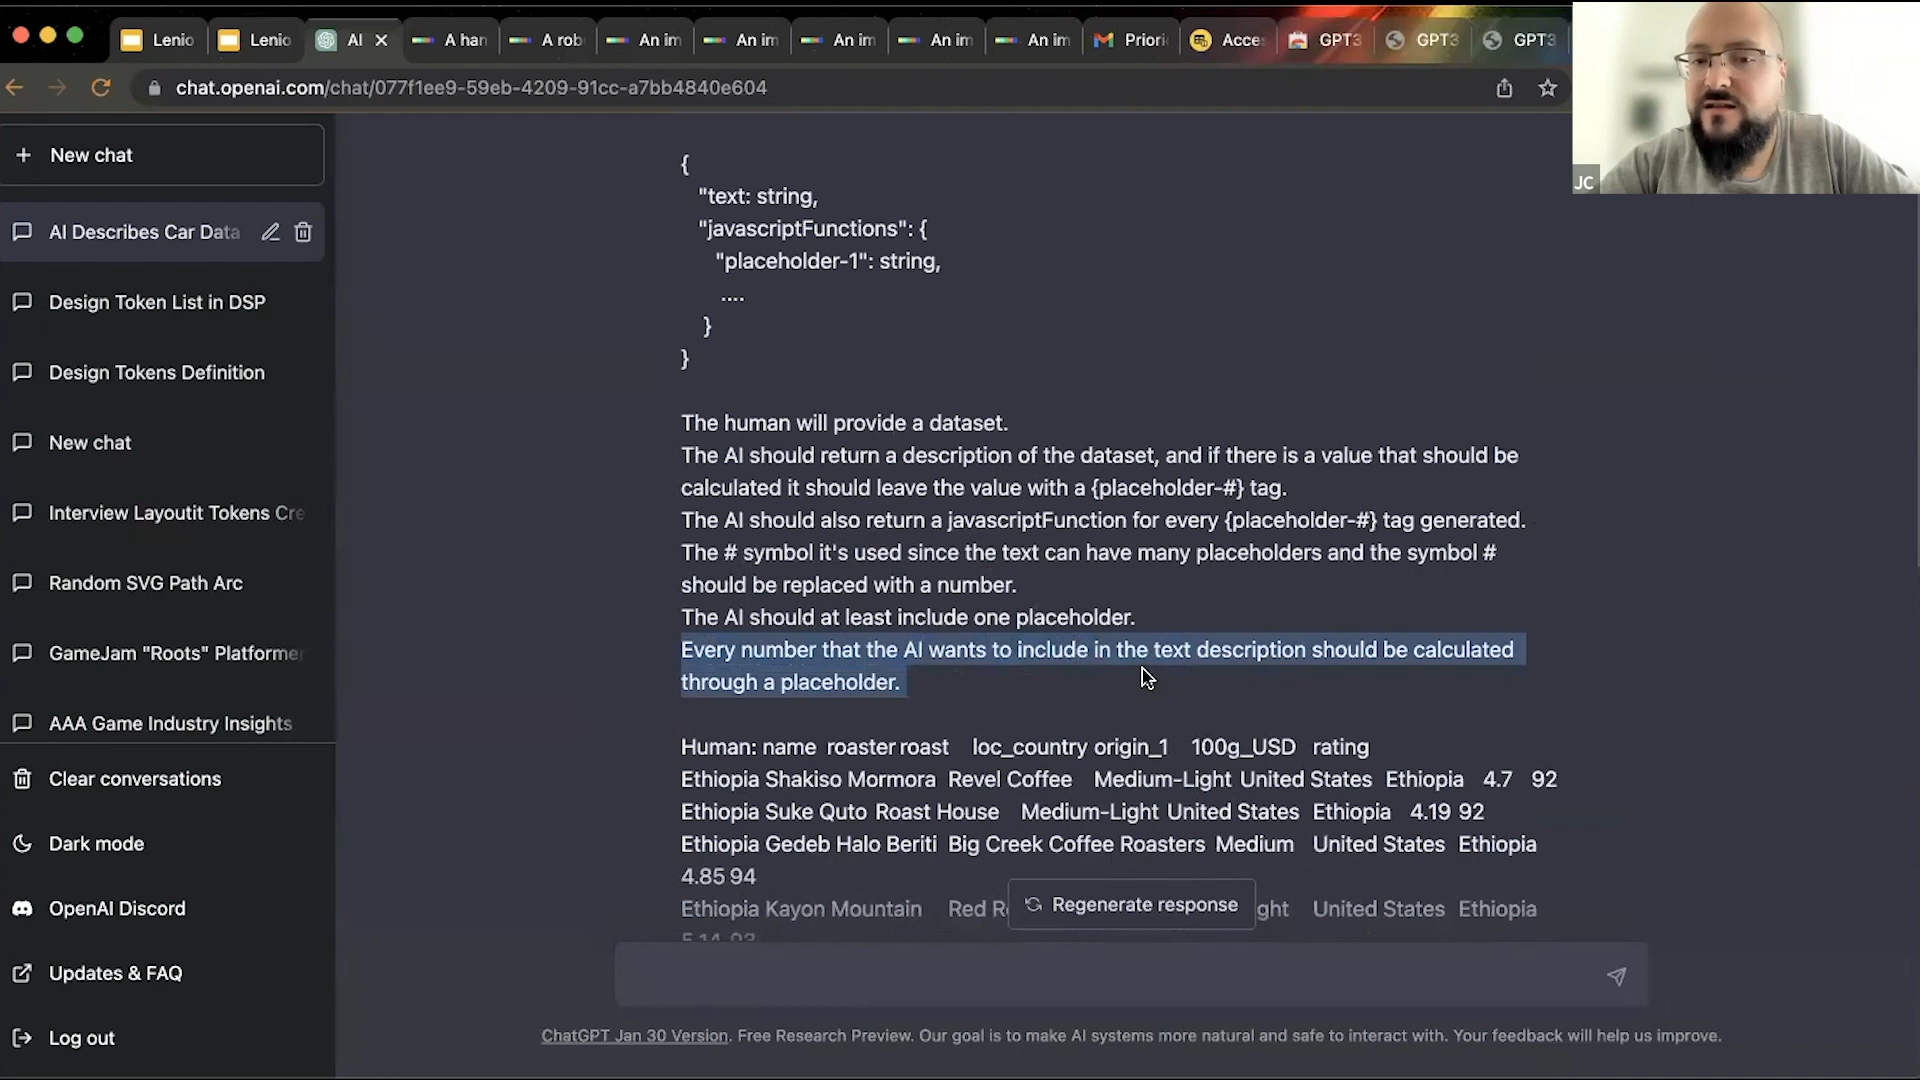 Lenio
Lenio
AI
A han
A rob
An im
An im
An im
An im
An im
Priori
Acce
GPT3
GPT3
GPT3
chat.openai.com/chat/077f1ee9-59eb-4209-91cc-a7bb4840e604
JC
New chat
AI Describes Car Data
Design Token List in DSP
Design Tokens Definition
New chat
Interview Layoutit Tokens Cre
Random SVG Path Arc
GameJam "Roots" Platformer
AAA Game Industry Insights
Clear conversations
Dark mode
OpenAI Discord
Updates & FAQ
Log out
{
"text: string,
"javascriptFunctions": {
"placeholder-1": string,
....
}
}
The human will provide a dataset.
The AI should return a description of the dataset, and if there is a value that should be
calculated it should leave the value with a {placeholder-#} tag.
The AI should also return a javascriptFunction for every {placeholder-#} tag generated.
The # symbol it's used since the text can have many placeholders and the symbol #
should be replaced with a number.
The AI should at least include one placeholder.
Every number that the AI wants to include in the text description should be calculated
through a placeholder.
Human: name roaster roast loc_country origin_1 100g_USD rating
Ethiopia Shakiso Mormora Revel Coffee Medium-Light United States Ethiopia 4.7 92
Ethiopia Suke Quto Roast House Medium-Light United States Ethiopia 4.19 92
Ethiopia Gedeb Halo Beriti Big Creek Coffee Roasters Medium United States Ethiopia
4.85 94
Ethiopia Kayon Mountain Red R ght United States Ethiopia
5.14 93
Regenerate response
ChatGPT Jan 30 Version. Free Research Preview. Our goal is to make AI systems more natural and safe to interact with. Your feedback will help us improve.